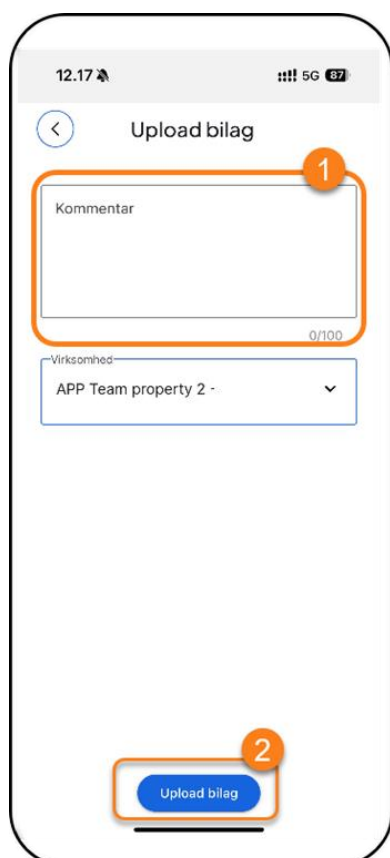 12.17 5G 87
Upload bilag
1
Kommentar
0/100
Virksomhed
APP Team property 2 -
2
Upload bilag